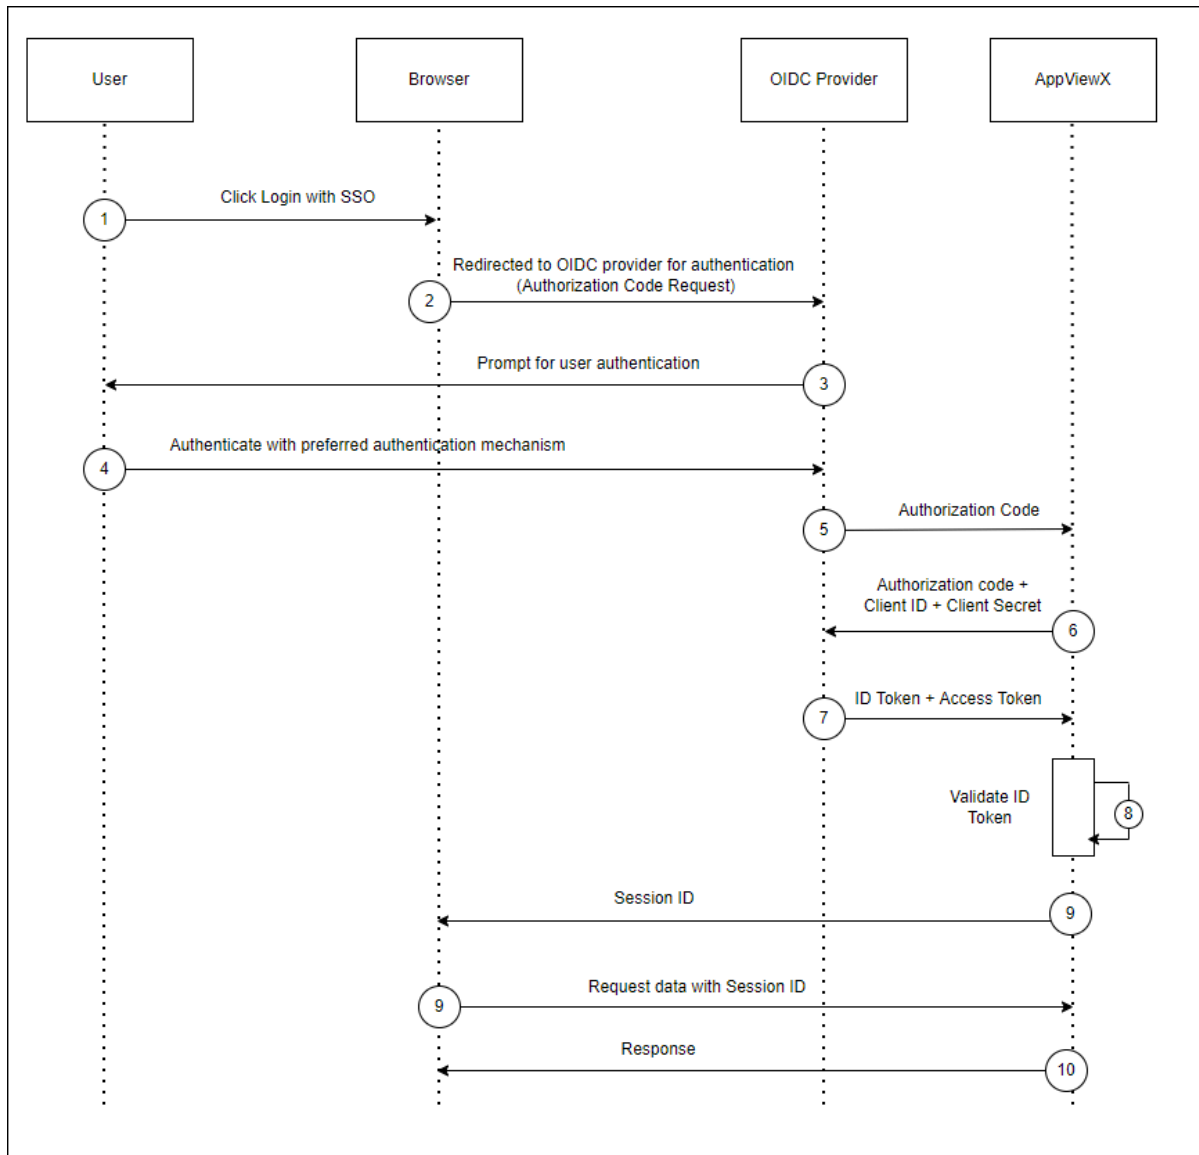 User
Browser
OIDC Provider
AppViewX
Click Login with SSO
1
Redirected to OIDC provider for authentication
(Authorization Code Request)
2
Prompt for user authentication
3
Authenticate with preferred authentication mechanism
4
Authorization Code
5
Authorization code +
Client ID + Client Secret
6
ID Token + Access Token
7
Validate ID
Token
8
Session ID
9
Request data with Session ID
9
Response
10